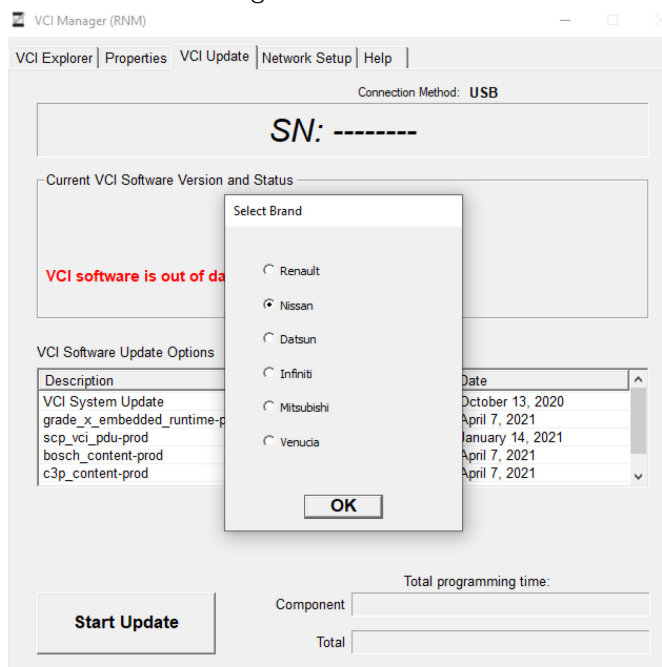 VCI Manager (RNM)
VCI Explorer Properties VCI Update Network Setup Help
Connection Method: USB
SN: --------
Current VCI Software Version and Status
Select Brand
Renault
VCI software is out of da
Nissan
Datsun
VCI Software Update Options
Infiniti
Description Date
VCI System Update Mitsubishi October 13, 2020
grade_x_embedded_runtime-p April 7, 2021
scp_vci_pdu-prod Venucia January 14, 2021
bosch_content-prod April 7, 2021
c3p_content-prod April 7, 2021
OK
Total programming time:
Component
Start Update
Total